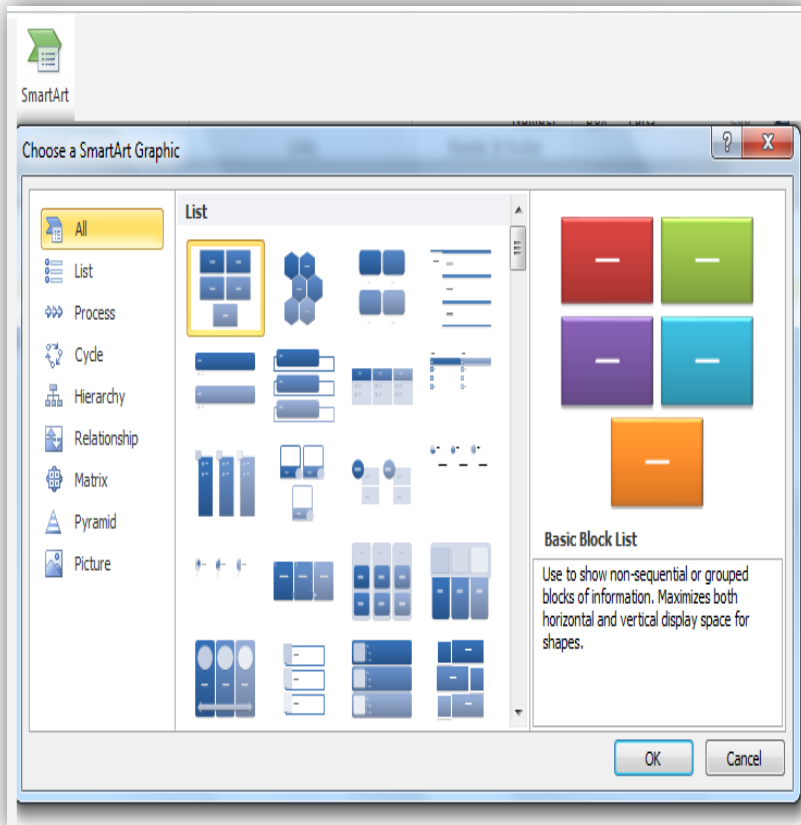 SmartArt
Choose a SmartArt Graphic
All
List
Process
Cycle
Hierarchy
Relationship
Matrix
Pyramid
Picture
List
Basic Block List
Use to show non-sequential or grouped
blocks of information. Maximizes both
horizontal and vertical display space for
shapes.
OK
Cancel